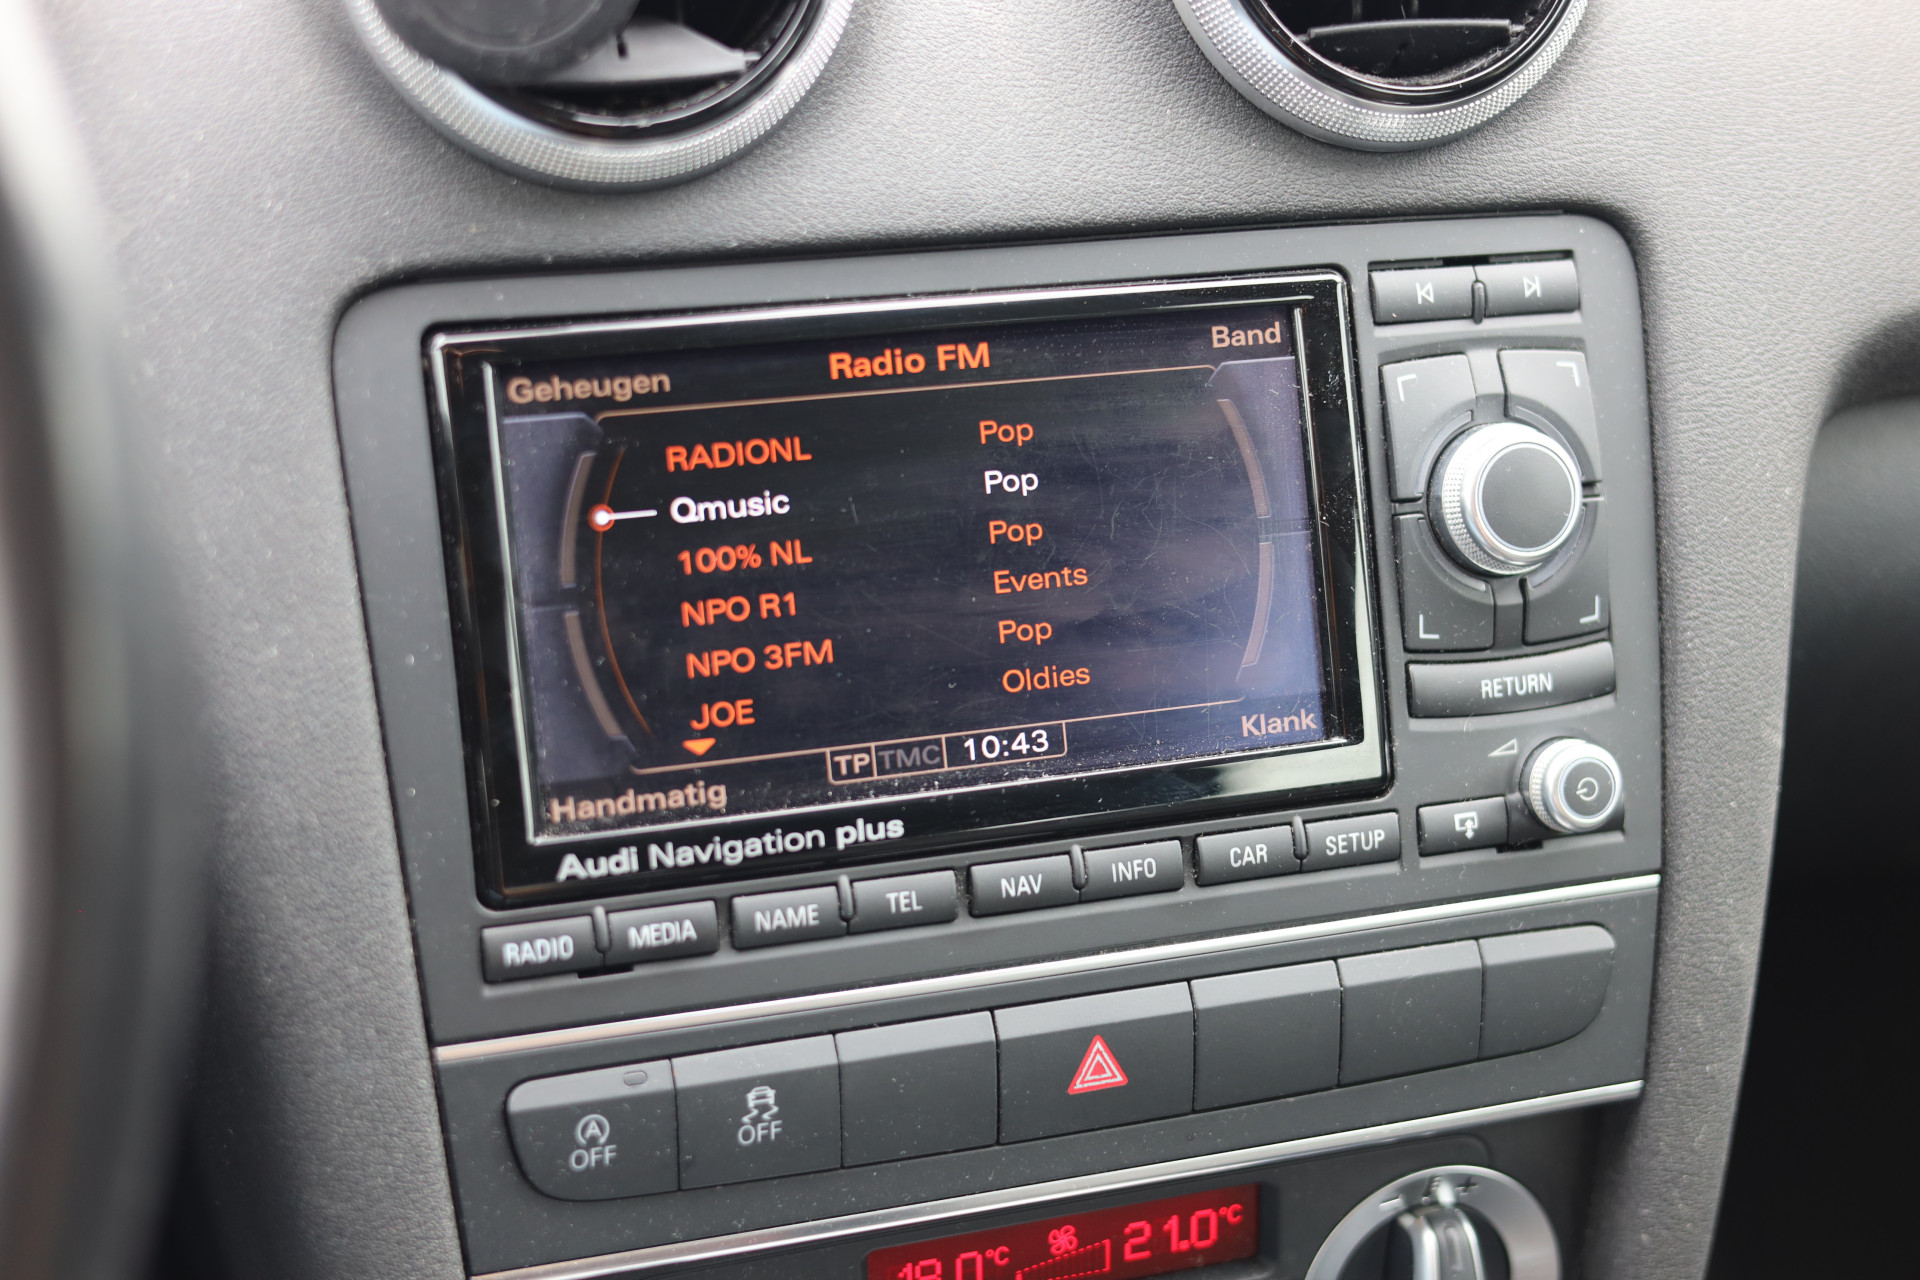 Geheugen
Radio FM
Band
RADIONL Pop
Qmusic Pop
100% NL Pop
NPO R1 Events
NPO 3FM Pop
JOE Oldies
Handmatig
TP TMC 10:43
Klank
Audi Navigation plus
RETURN
RADIO MEDIA NAME TEL NAV INFO CAR SETUP
A
OFF
OFF
18.0°C 21.0°C